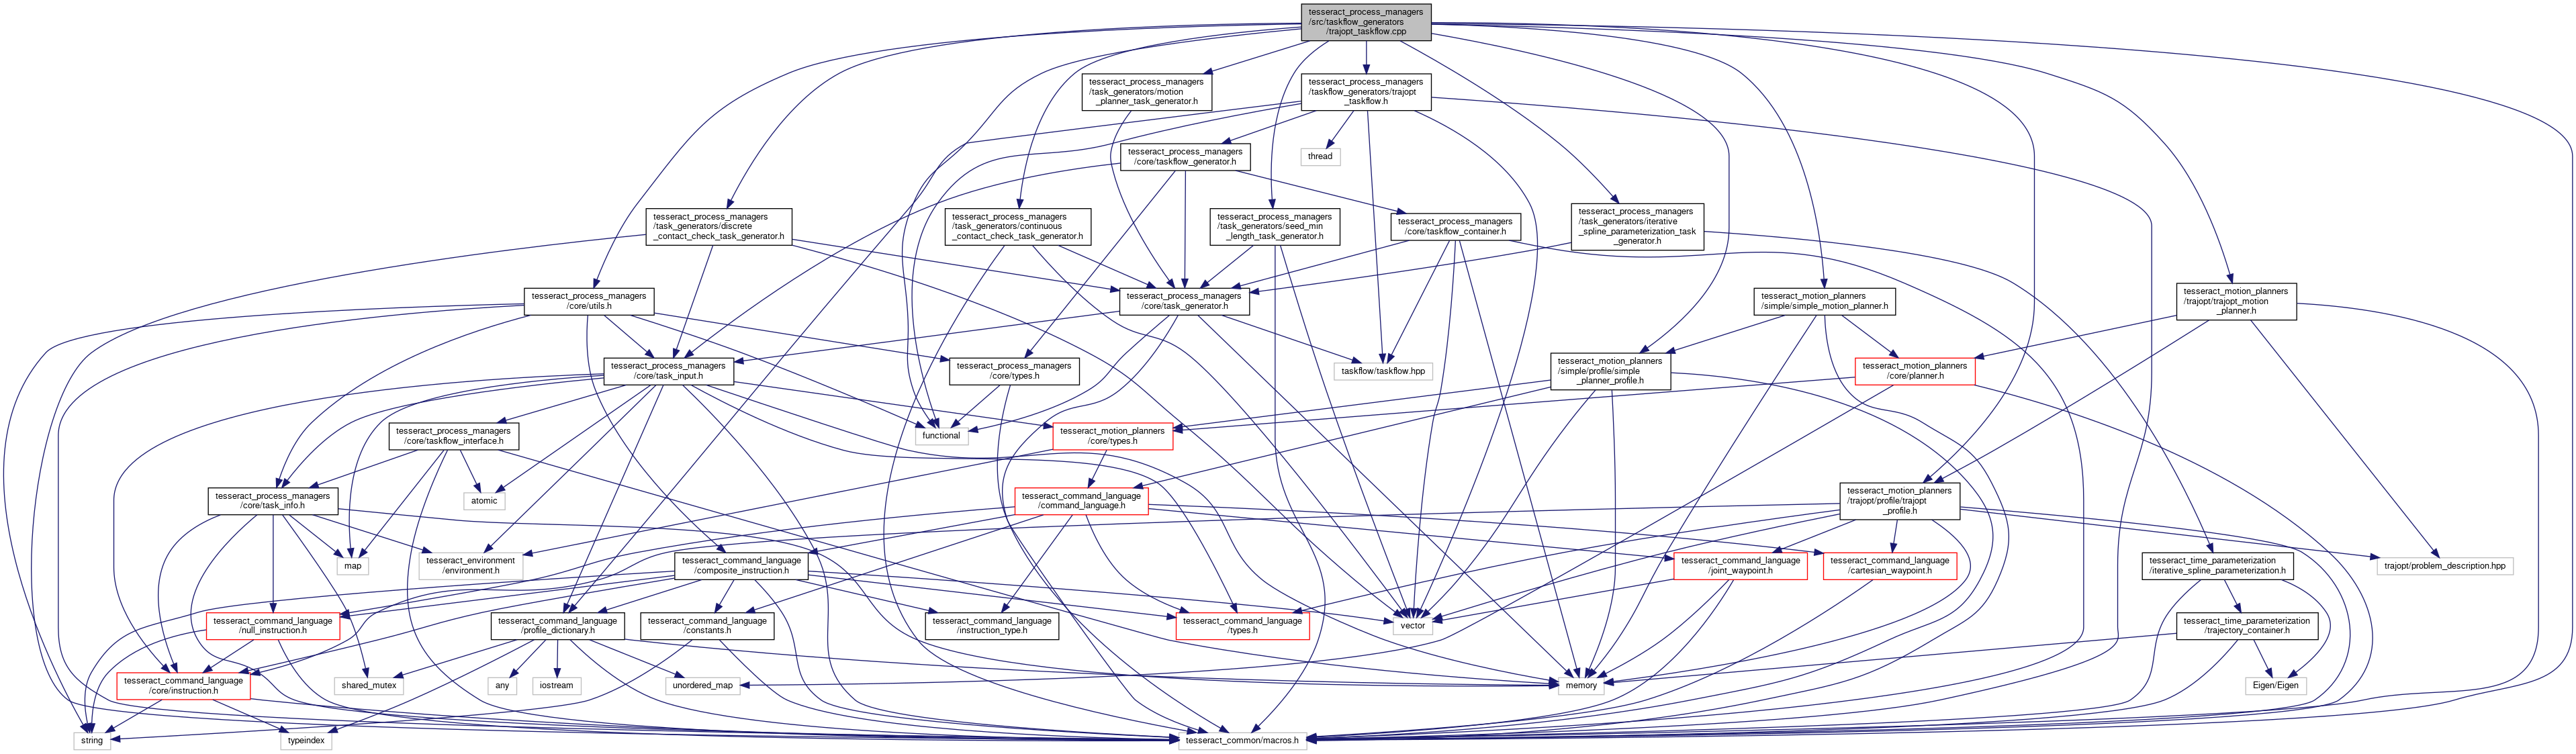 tesseract_process_managers
/src/taskflow_generators
/trajopt_taskflow.cpp
tesseract_process_managers
/task_generators/motion
_planner_task_generator.h
tesseract_process_managers
/taskflow_generators/trajopt
_taskflow.h
tesseract_process_managers
/core/taskflow_generator.h
thread
tesseract_process_managers
/task_generators/discrete
_contact_check_task_generator.h
tesseract_process_managers
/task_generators/continuous
_contact_check_task_generator.h
tesseract_process_managers
/task_generators/seed_min
_length_task_generator.h
tesseract_process_managers
/core/taskflow_container.h
tesseract_process_managers
/task_generators/iterative
_spline_parameterization_task
_generator.h
tesseract_process_managers
/core/utils.h
tesseract_process_managers
/core/task_generator.h
tesseract_motion_planners
/simple/simple_motion_planner.h
tesseract_motion_planners
/trajopt/trajopt_motion
_planner.h
tesseract_process_managers
/core/task_input.h
tesseract_process_managers
/core/types.h
taskflow/taskflow.hpp
tesseract_motion_planners
/simple/profile/simple
_planner_profile.h
tesseract_motion_planners
/core/planner.h
tesseract_process_managers
/core/taskflow_interface.h
functional
tesseract_motion_planners
/core/types.h
tesseract_process_managers
/core/task_info.h
atomic
tesseract_command_language
/command_language.h
tesseract_motion_planners
/trajopt/profile/trajopt
_profile.h
map
tesseract_environment
/environment.h
tesseract_command_language
/composite_instruction.h
tesseract_command_language
/joint_waypoint.h
tesseract_command_language
/cartesian_waypoint.h
tesseract_time_parameterization
/iterative_spline_parameterization.h
trajopt/problem_description.hpp
tesseract_command_language
/null_instruction.h
tesseract_command_language
/profile_dictionary.h
tesseract_command_language
/constants.h
tesseract_command_language
/instruction_type.h
tesseract_command_language
/types.h
vector
tesseract_time_parameterization
/trajectory_container.h
tesseract_command_language
/core/instruction.h
shared_mutex
any
iostream
unordered_map
memory
Eigen/Eigen
string
typeindex
tesseract_common/macros.h